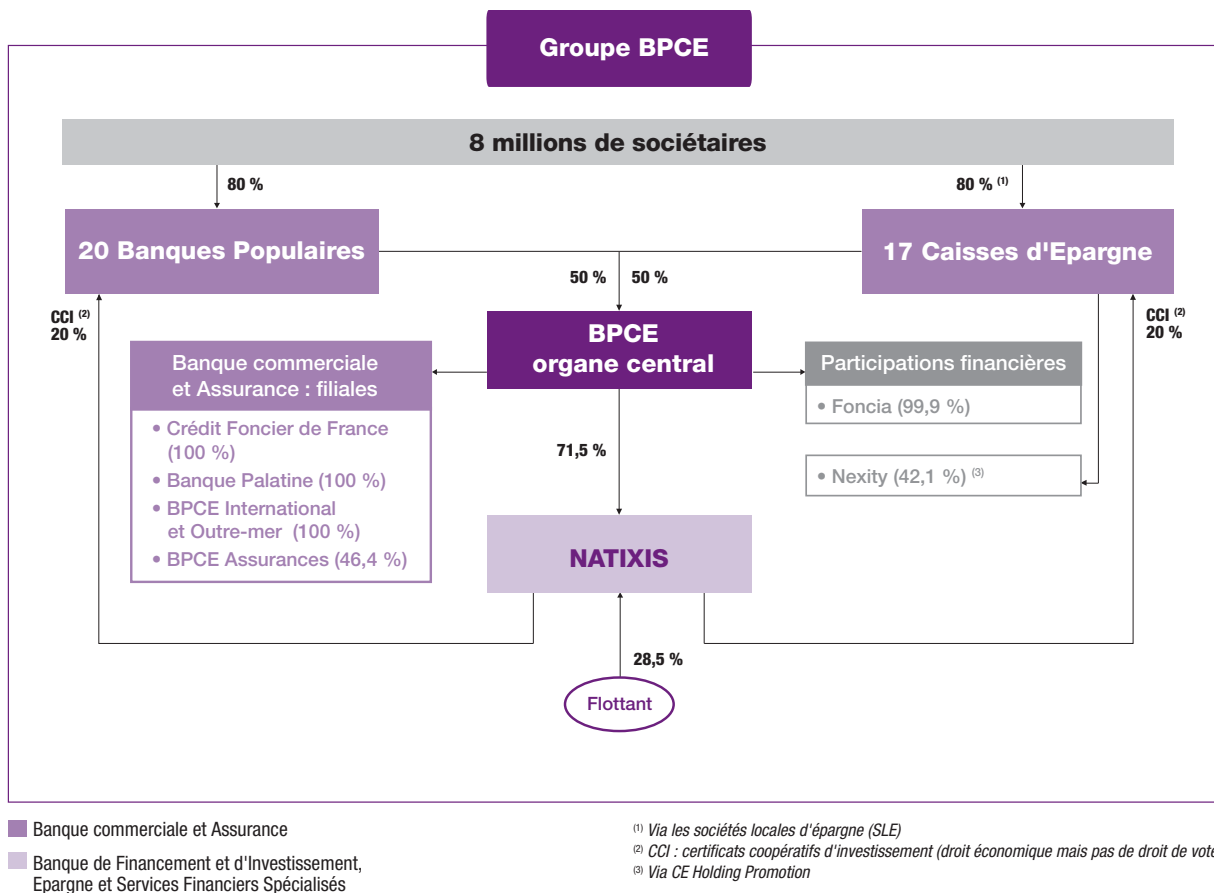 Groupe BPCE
8 millions de sociétaires
80 %
80 % (1)
20 Banques Populaires
17 Caisses d'Epargne
50 %
50 %
CCI (2)
20 %
CCI (2)
20 %
BPCE
organe central
Banque commerciale
et Assurance : filiales
• Crédit Foncier de France
(100 %)
• Banque Palatine (100 %)
• BPCE International
et Outre-mer (100 %)
• BPCE Assurances (46,4 %)
Participations financières
• Foncia (99,9 %)
• Nexity (42,1 %) (3)
71,5 %
NATIXIS
28,5 %
Flottant
Banque commerciale et Assurance
Banque de Financement et d'Investissement,
Epargne et Services Financiers Spécialisés
(1) Via les sociétés locales d'épargne (SLE)
(2) CCI : certificats coopératifs d'investissement (droit économique mais pas de droit de vote
(3) Via CE Holding Promotion